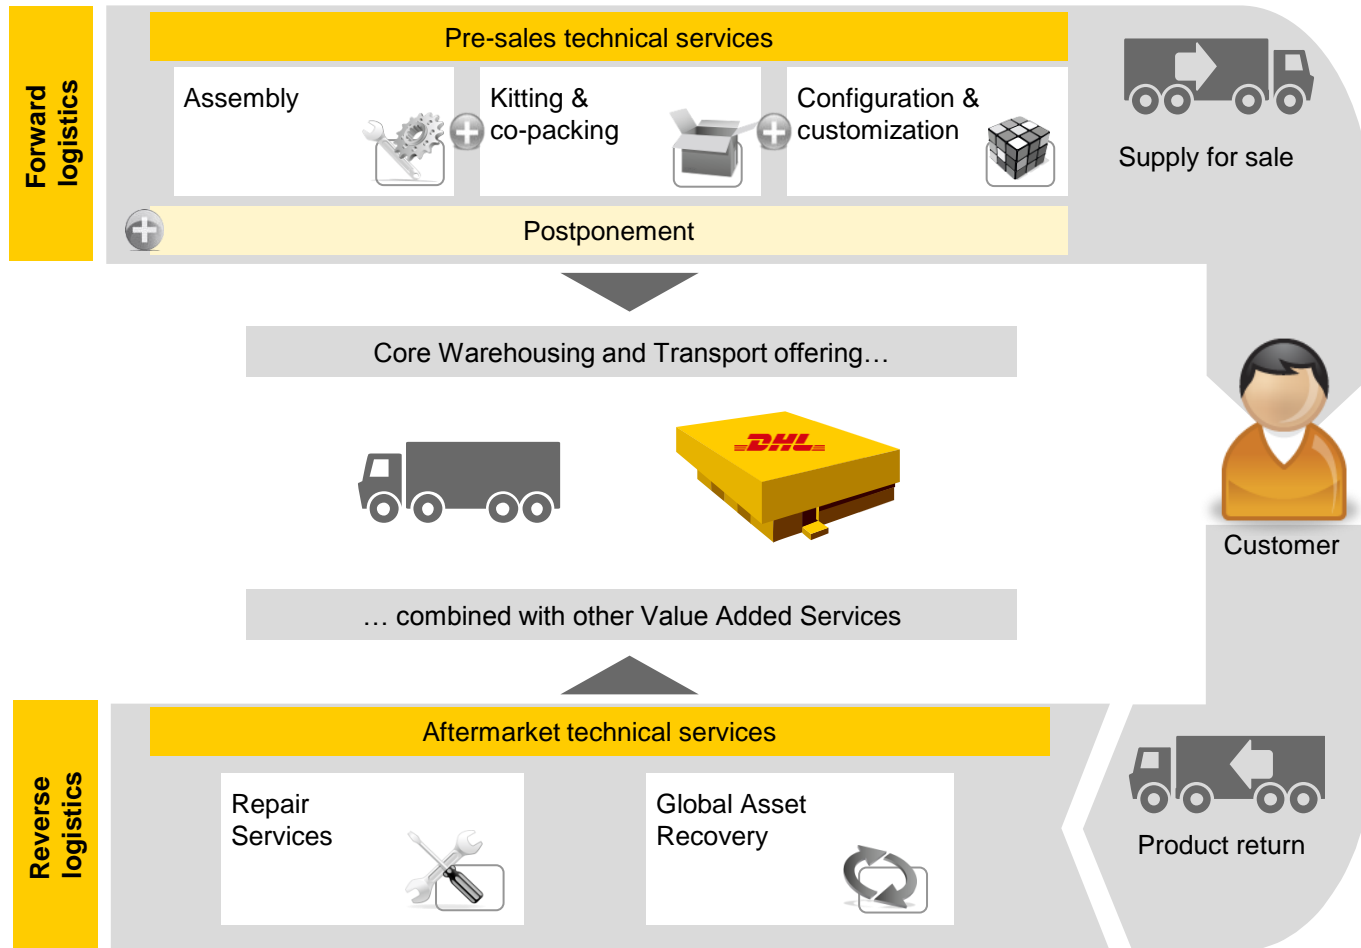 Forward
logistics
Pre-sales technical services
Assembly
Kitting &
co-packing
Configuration &
customization
Supply for sale
Postponement
Core Warehousing and Transport offering…
DHL
Customer
… combined with other Value Added Services
Reverse
logistics
Aftermarket technical services
Repair
Services
Global Asset
Recovery
Product return